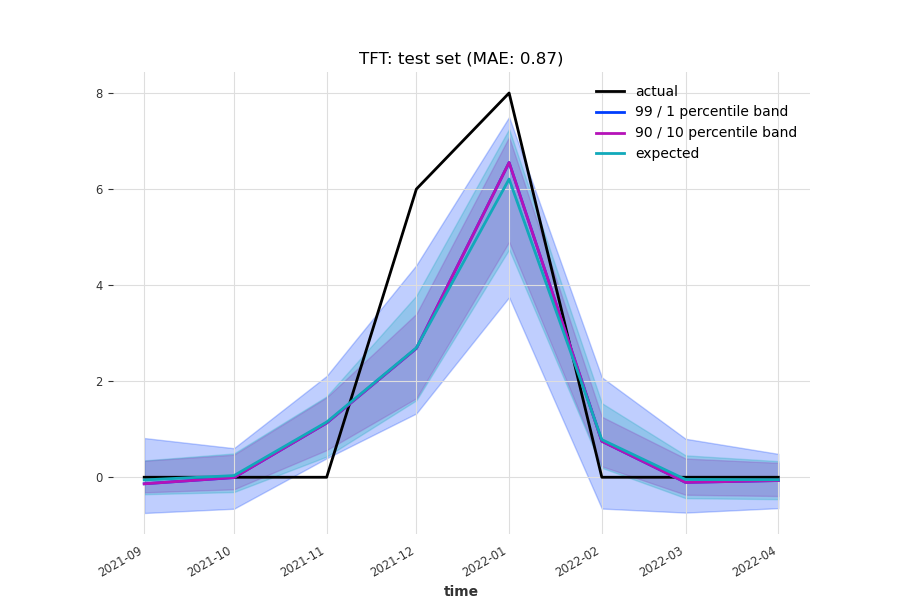 TFT: test set (MAE: 0.87)
actual
99 / 1 percentile band
90 / 10 percentile band
expected
8
6
4
2
0
2021-09
2021-10
2021-11
2021-12
2022-01
2022-02
2022-03
2022-04
time